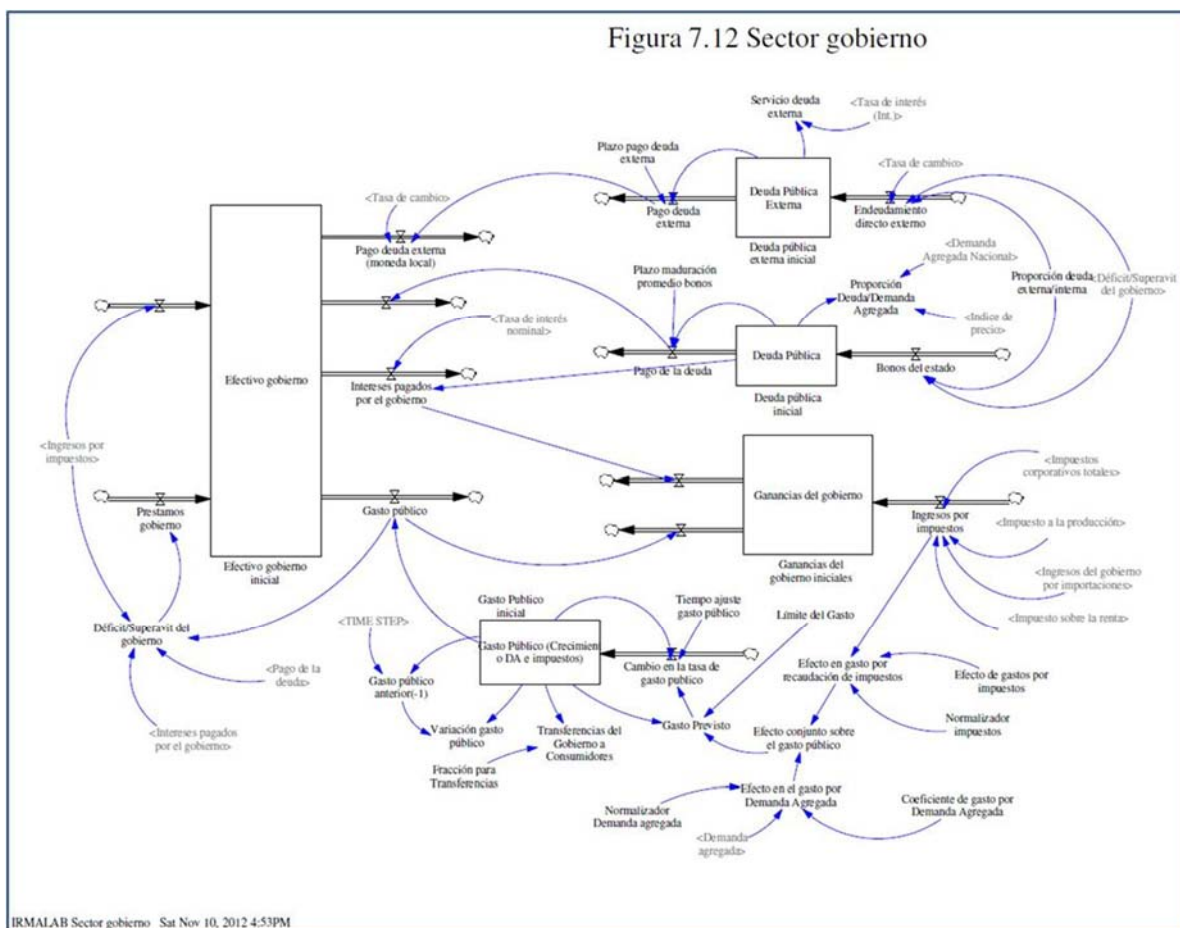 Figura 7.12 Sector gobierno
Servicio deuda
externa
<Tasa de interés
(Int.)>
Plazo pago deuda
externa
<Tasa de cambio>
Deuda Pública
Externa
<Tasa de cambio>
Pago deuda
externa
Endeudamiento
directo externo
Pago deuda externa
(moneda local)
Deuda pública
externa inicial
<Demanda
Agregada Nacional>
Plazo maduración
promedio bonos
Proporción
Deuda/Demanda
Agregada
Proporción deuda
externa/interna
<Déficit/Superavit
del gobierno>
<Tasa de interés
nominal>
<Indice de
precio>
Deuda Pública
Efectivo gobierno
Pago de la deuda
Bonos del estado
Intereses pagados
por el gobierno
Deuda pública
inicial
<Ingresos por
impuestos>
<Impuestos
corporativos totales>
Ganancias del gobierno
Prestamos
gobierno
Gasto público
Ingresos por
impuestos
<Impuesto a la producción>
Efectivo gobierno
inicial
Ganancias del
gobierno iniciales
<Ingresos del gobierno
por importaciones>
Gasto Publico
inicial
Tiempo ajuste
gasto público
Límite del Gasto
<Impuesto sobre la renta>
<TIME STEP>
Déficit/Superavit del
gobierno
Gasto Público (Crecimien
o DA e impuestos)
Cambio en la tasa de
gasto publico
Efecto en gasto por
recaudación de impuestos
<Pago de la
deuda>
Gasto público
anterior(-1)
Efecto de gastos por
impuestos
Variación gasto
público
Transferencias del
Gobierno a
Consumidores
Gasto Previsto
Efecto conjunto sobre
el gasto público
Normalizador
impuestos
<Intereses pagados
por el gobierno>
Fracción para
Transferencias
Efecto en el gasto por
Demanda Agregada
Normalizador
Demanda agregada
Coeficiente de gasto por
Demanda Agregada
<Demanda
agregada>
IRMALAB Sector gobierno Sat Nov 10, 2012 4:53PM